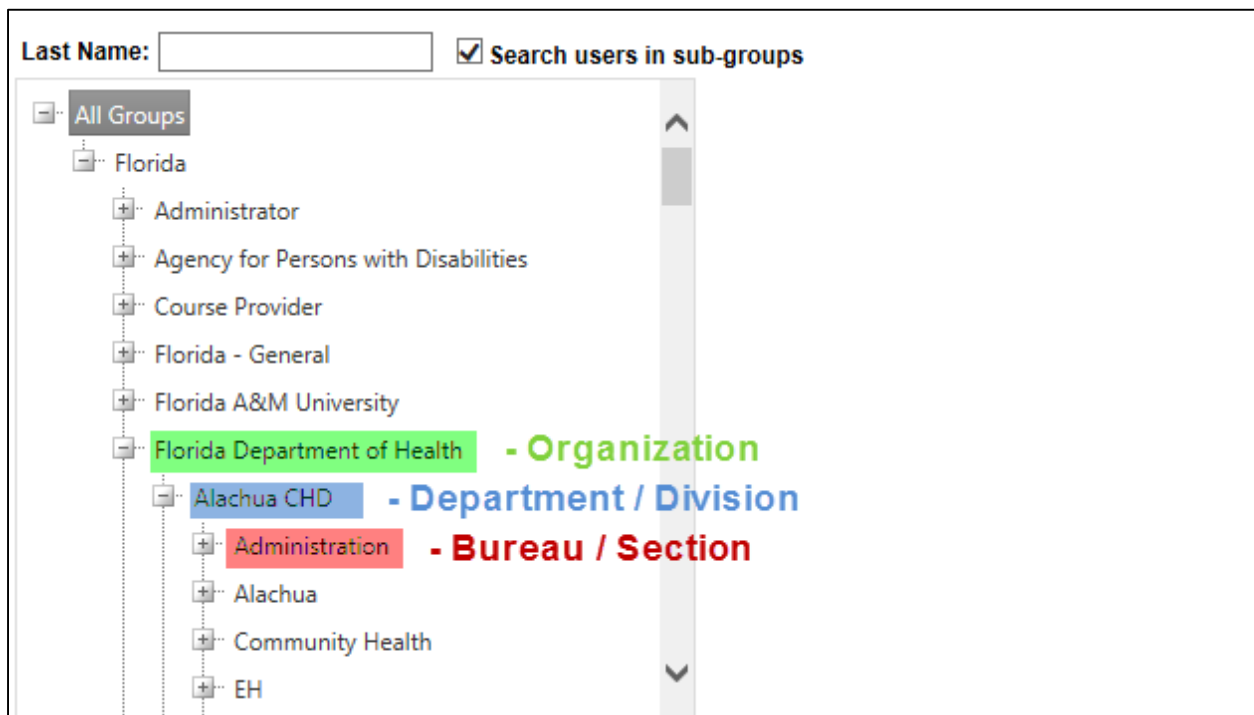 Last Name: Search users in sub-groups
All Groups
Florida
Administrator
Agency for Persons with Disabilities
Course Provider
Florida - General
Florida A&M University
Florida Department of Health - Organization
Alachua CHD - Department / Division
Administration - Bureau / Section
Alachua
Community Health
EH